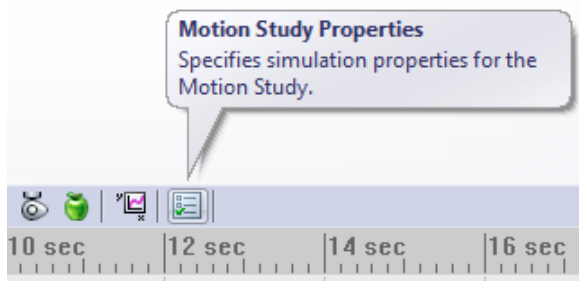 Motion Study Properties
Specifies simulation properties for the
Motion Study.
10 sec
12 sec
14 sec
16 sec